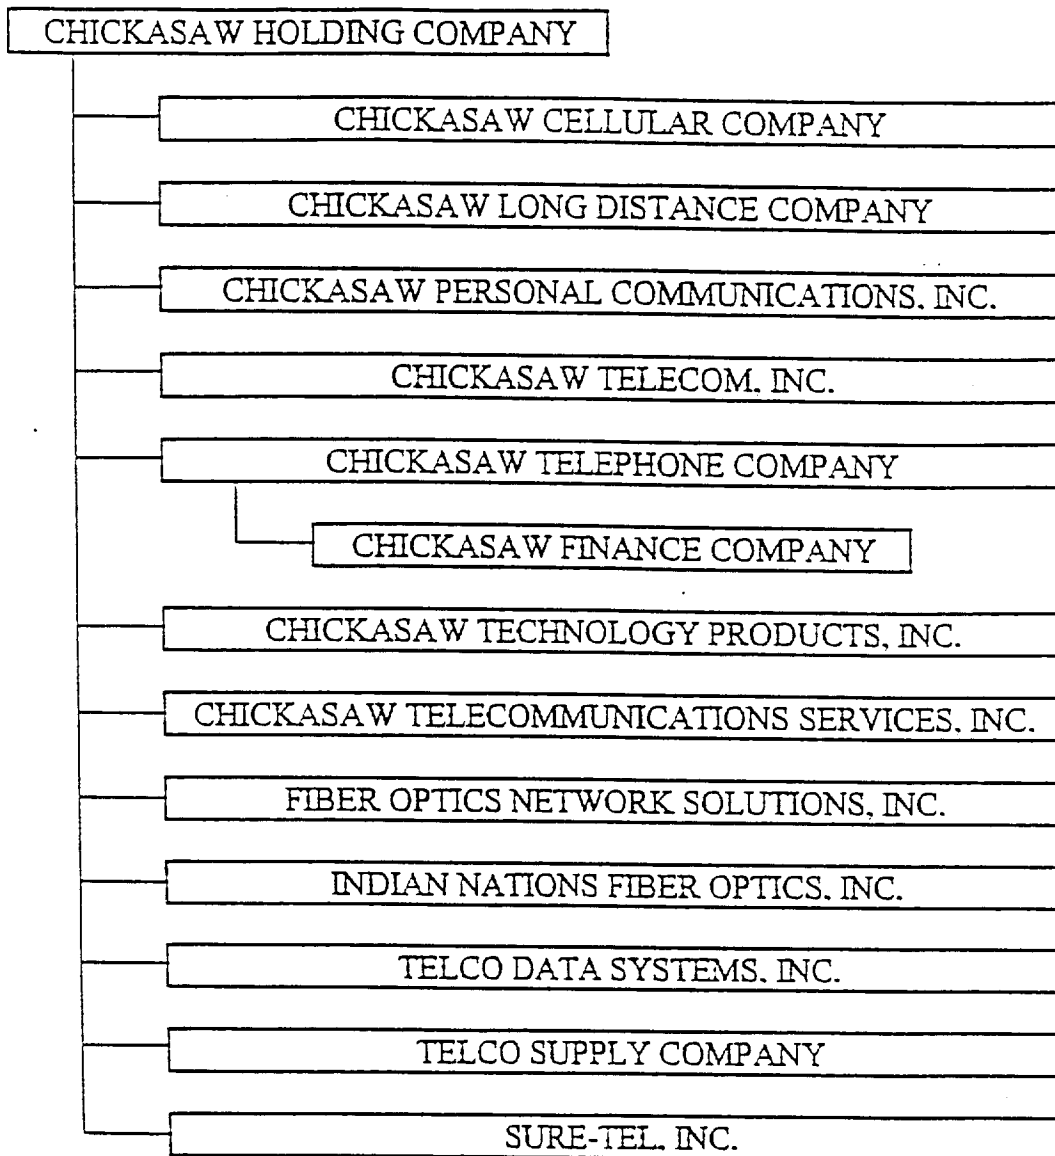 CHICKASAW HOLDING COMPANY
CHICKASAW CELLULAR COMPANY
CHICKASAW LONG DISTANCE COMPANY
CHICKASAW PERSONAL COMMUNICATIONS, INC.
CHICKASAW TELECOM, INC.
CHICKASAW TELEPHONE COMPANY
CHICKASAW FINANCE COMPANY
CHICKASAW TECHNOLOGY PRODUCTS, INC.
CHICKASAW TELECOMMUNICATIONS SERVICES, INC.
FIBER OPTICS NETWORK SOLUTIONS, INC.
INDIAN NATIONS FIBER OPTICS, INC.
TELCO DATA SYSTEMS, INC.
TELCO SUPPLY COMPANY
SURE-TEL, INC.